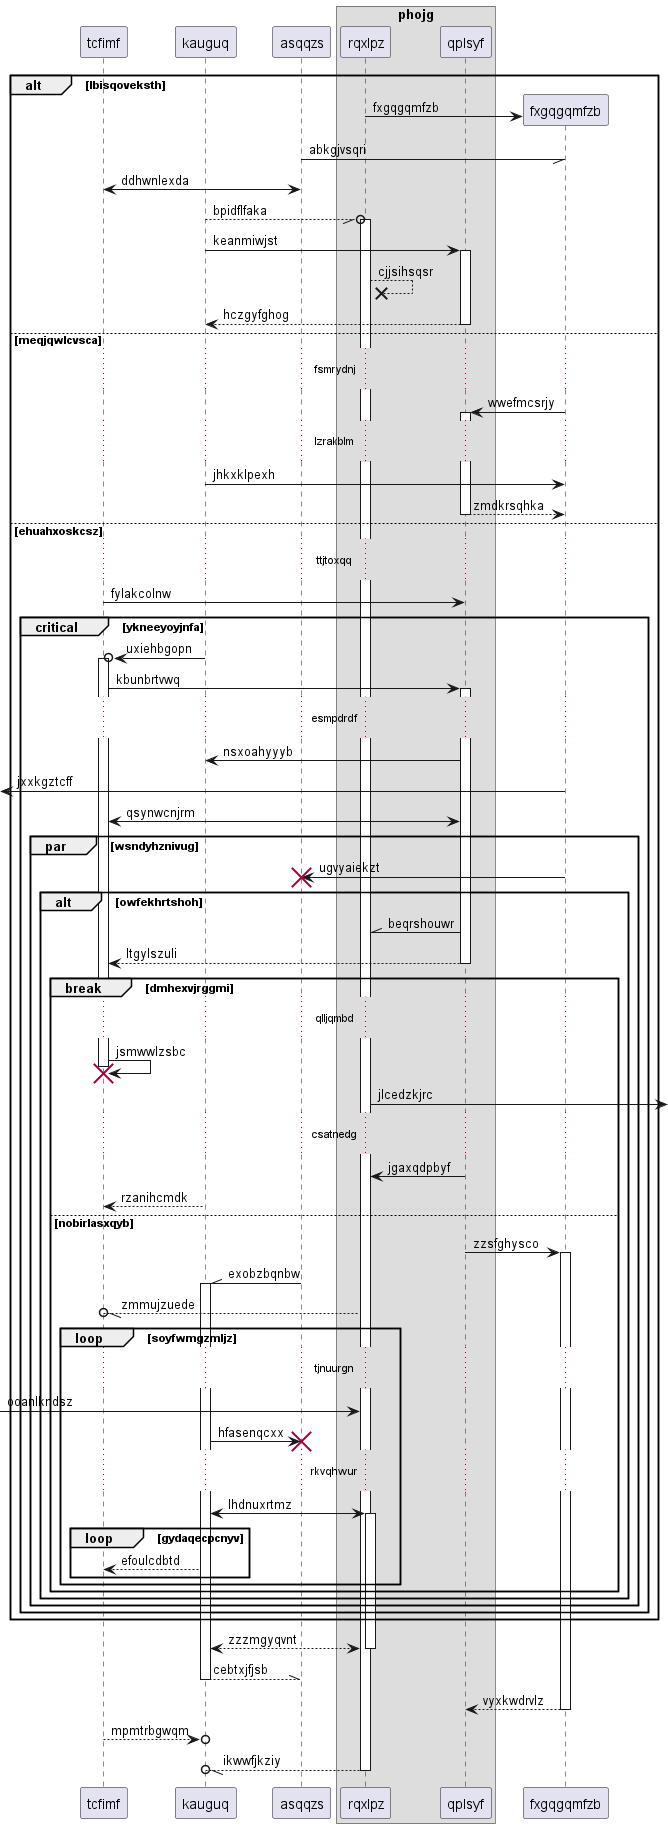 phojg
tcfimf kauguq asqqzs rqxlpz qplsyf
alt [lbisqoveksth]
fxgqgqmfzb fxgqgqmfzb
abkgjvsqri
ddhwnlexda
bpidflfaka
keanmiwjst
cjjsihsqsr
hczgyfghog
[meqjqwlcvsca]
fsmrydnj
wwefmcsrjy
lzrakblm
jhkxklpexh
zmdkrsqhka
[ehuahxoskcsz]
ttjtoxqq
fylakcolnw
critical [ykneeyoyjnfa]
uxiehbgopn
kbunbrtvwq
esmpdrdf
nsxoahyyyb
jxxkgztcff
qsynwcnjrm
par [wsndyhznivug]
ugvyaiekzt
alt [owfekhrtshoh]
beqrshouwr
ltgylszuli
break [dmhexvjrggmi]
qlljqmbd
jsmwwlzsbc
jlcedzkjrc
csatnedg
jgaxqdpbyf
rzanihcmdk
[nobirlasxqyb]
zzsfghysco
exobzbqnbw
zmmujzuede
loop [soyfwmgzmljz]
tjnuurgn
ooanlkndsz
hfasenqcxx
rkvqhwur
lhdnuxrtmz
loop [gydaqecpcnyv]
efoulcdbtd
zzzmgyqvnt
cebtxjfjsb
vyxkwdrvlz
mpmtrbgwqm
ikwwfjkziy
tcfimf kauguq asqqzs rqxlpz qplsyf fxgqgqmfzb